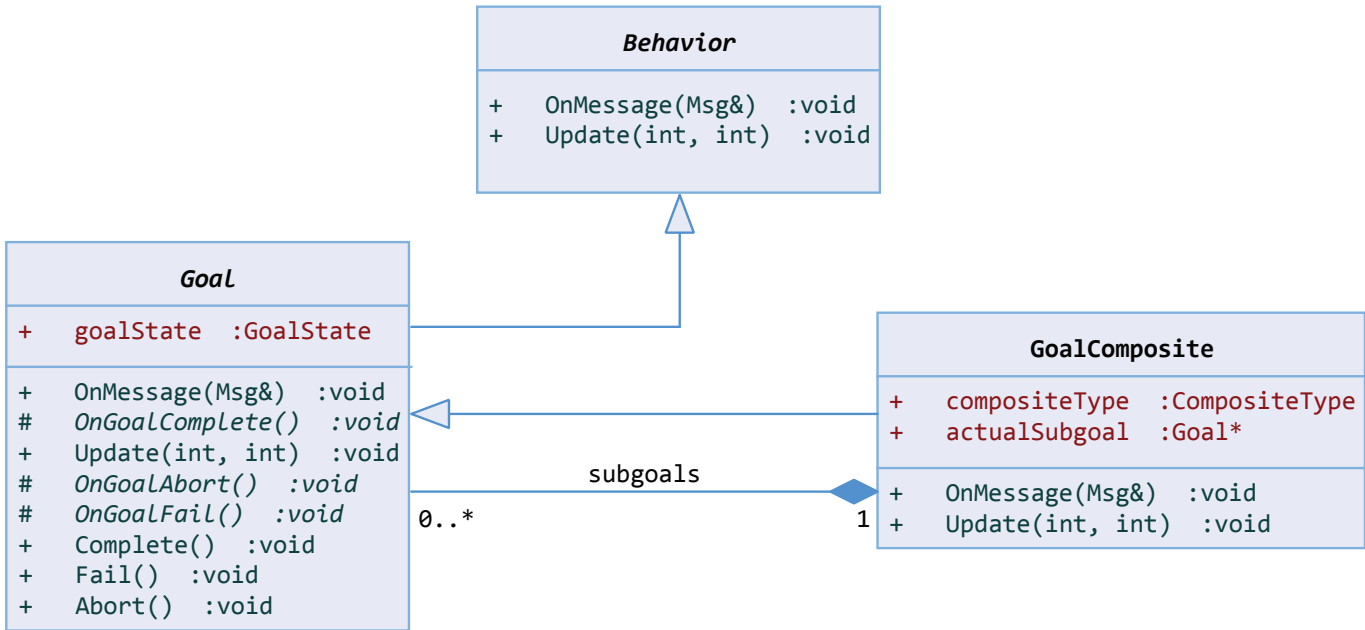 Behavior
+ OnMessage(Msg&) :void
+ Update(int, int) :void
Goal
+ goalState :GoalState
+ OnMessage(Msg&) :void
# OnGoalComplete() :void
+ Update(int, int) :void
# OnGoalAbort() :void
# OnGoalFail() :void
+ Complete() :void
+ Fail() :void
+ Abort() :void
subgoals
0..*
1
GoalComposite
+ compositeType :CompositeType
+ actualSubgoal :Goal*
+ OnMessage(Msg&) :void
+ Update(int, int) :void